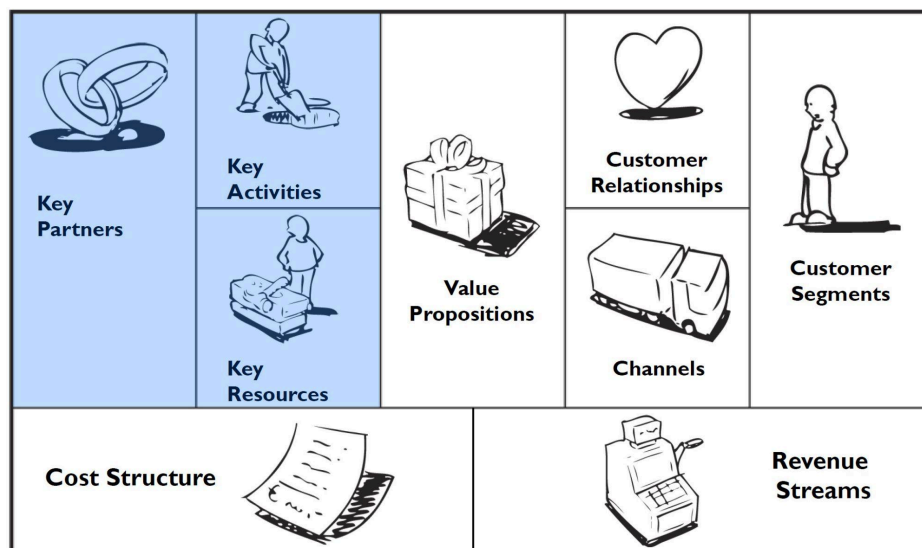 Key
Partners
Key
Activities
Key
Resources
Value
Propositions
Customer
Relationships
Channels
Customer
Segments
Cost Structure
Revenue
Streams